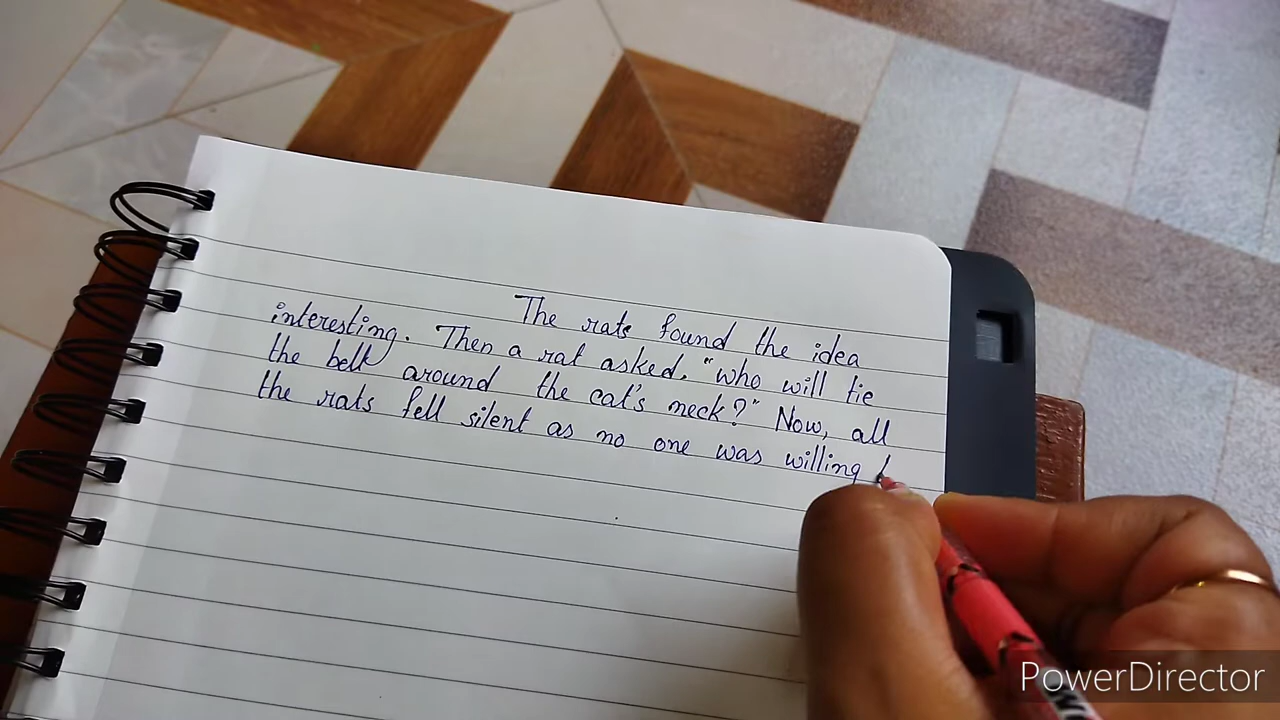 The rats found the idea
interesting. Then a rat asked. "who will tie
the bell around the cat's neck?" Now, all
the rats fell silent as no one was willing
PowerDirector